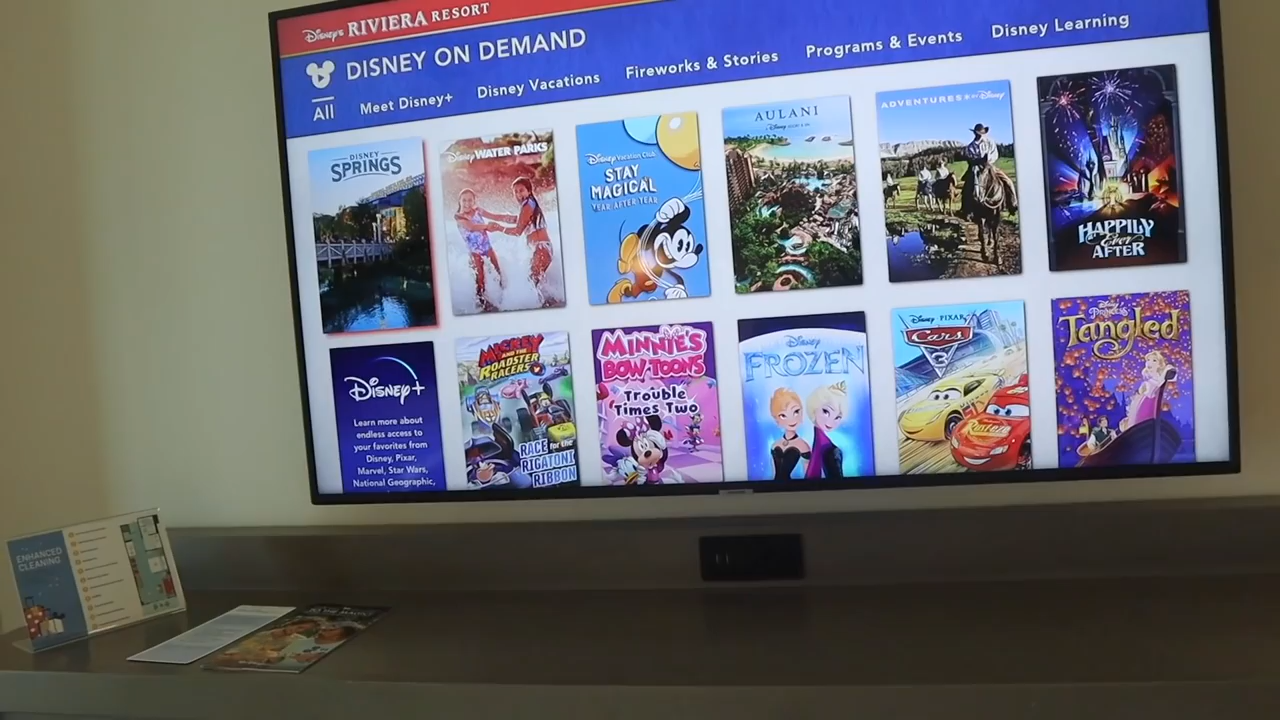 Disney's RIVIERA RESORT
DISNEY ON DEMAND
All
Meet Disney+
Disney Vacations
Fireworks & Stories
Programs & Events
Disney Learning
DISNEY
SPRINGS
Disney WATER PARKS
Disney Vacation Club
STAY
MAGICAL
YEAR AFTER YEAR
AULANI
ADVENTURES BY Disney
HAPPILY
Ever
AFTER
Disney+
Learn more about
endless access to
your favorites from
Disney, Pixar,
Marvel, Star Wars,
National Geographic,
MICKEY
AND THE
ROADSTER
RACERS
RACE
for the
RIGATONI
RIBBON
MINNIE'S
BOW-TOONS
Trouble
Times Two
Disney
FROZEN
Disney PIXAR
Cars
3
Disney
PRINCESS
Tangled
ENHANCED
CLEANING